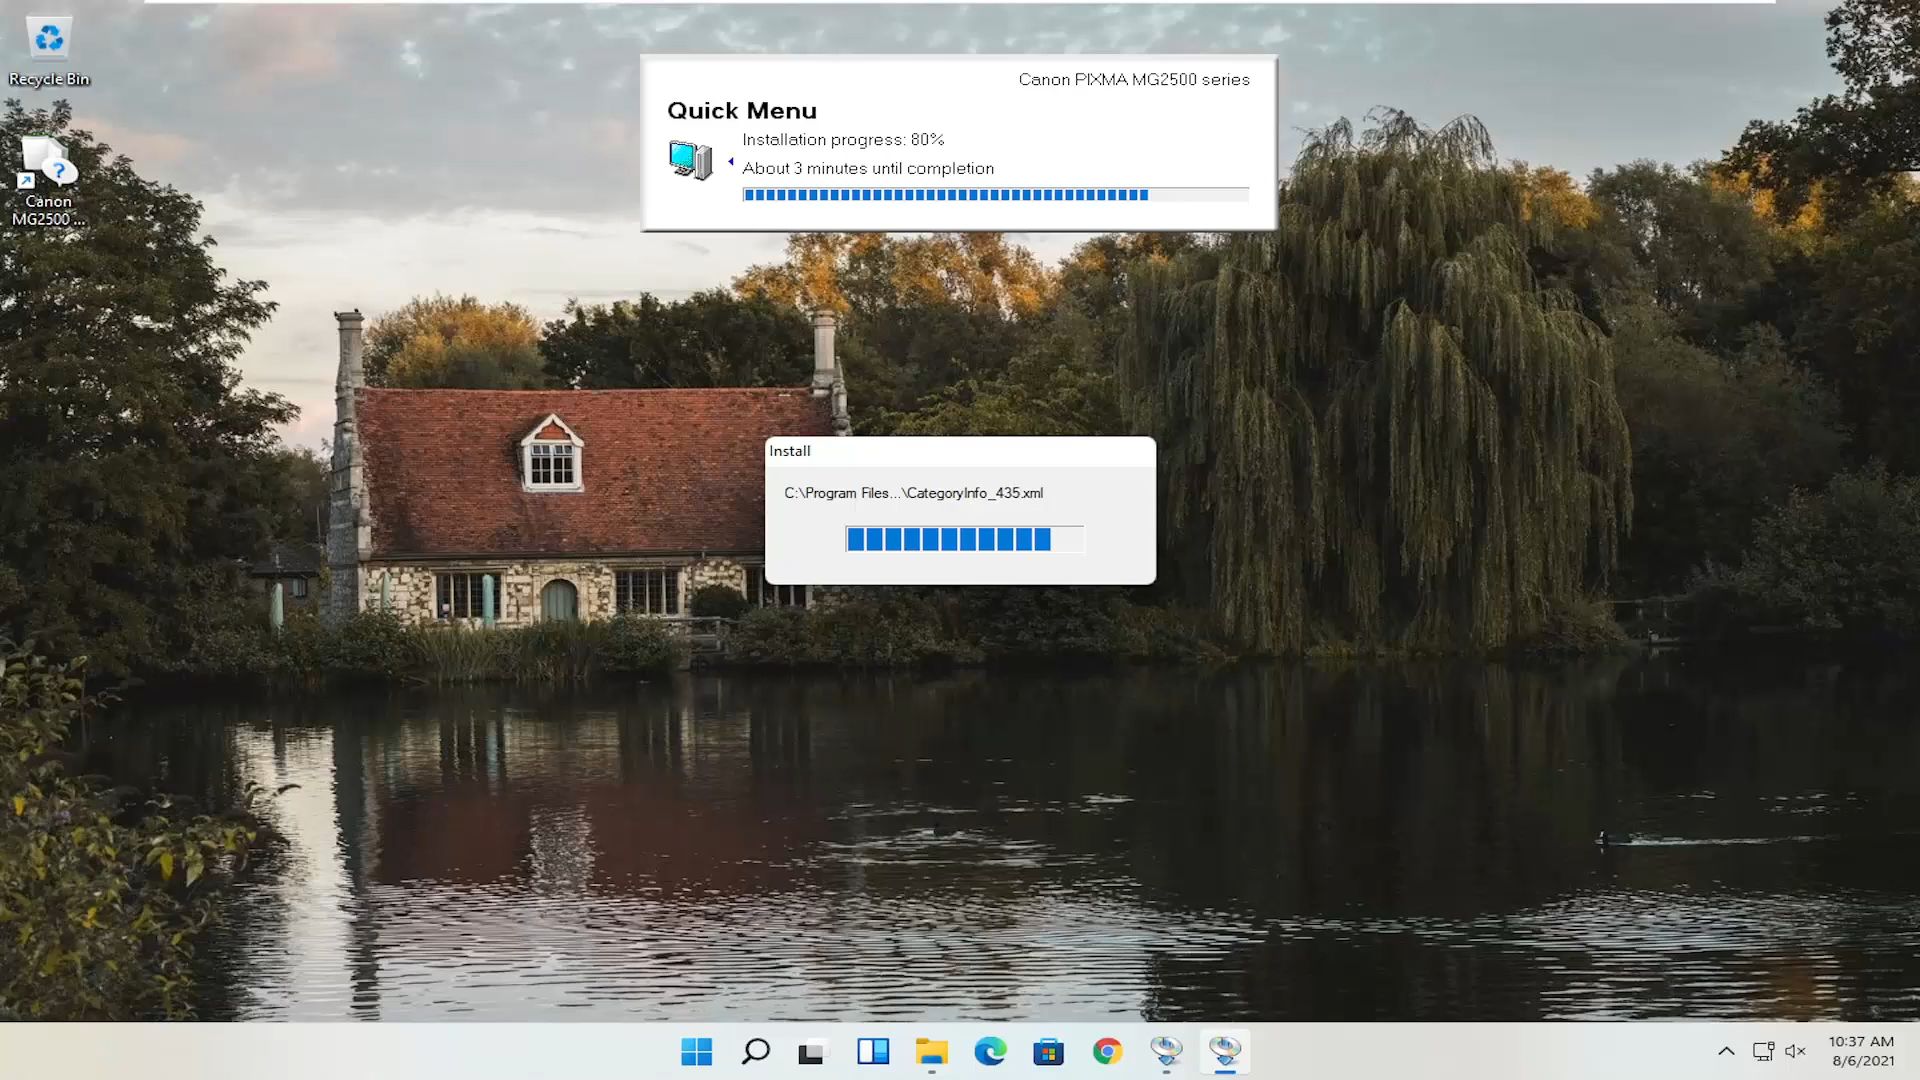 Recycle Bin
Canon
MG2500 ...
Canon PIXMA MG2500 series
Quick Menu
Installation progress: 80%
About 3 minutes until completion
Install
C:\Program Files...\CategoryInfo_435.xml
10:37 AM
8/6/2021